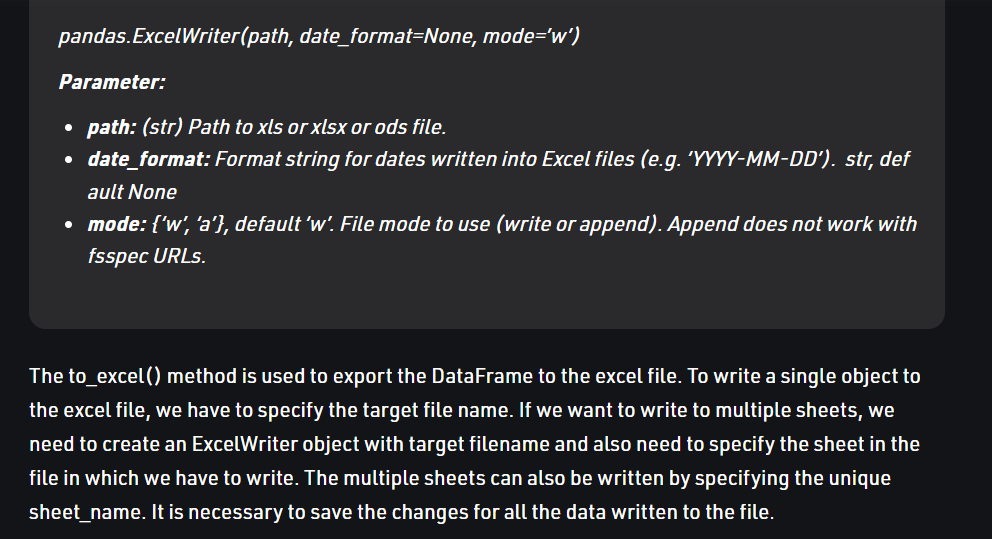 pandas.ExcelWriter(path, date_format=None, mode=’w’)
Parameter:
• path: (str) Path to xls or xlsx or ods file.
• date_format: Format string for dates written into Excel files (e.g. ‘YYYY-MM-DD’). str, def
ault None
• mode: {‘w’, ‘a’}, default ‘w’. File mode to use (write or append). Append does not work with
fsspec URLs.
The to_excel() method is used to export the DataFrame to the excel file. To write a single object to
the excel file, we have to specify the target file name. If we want to write to multiple sheets, we
need to create an ExcelWriter object with target filename and also need to specify the sheet in the
file in which we have to write. The multiple sheets can also be written by specifying the unique
sheet_name. It is necessary to save the changes for all the data written to the file.